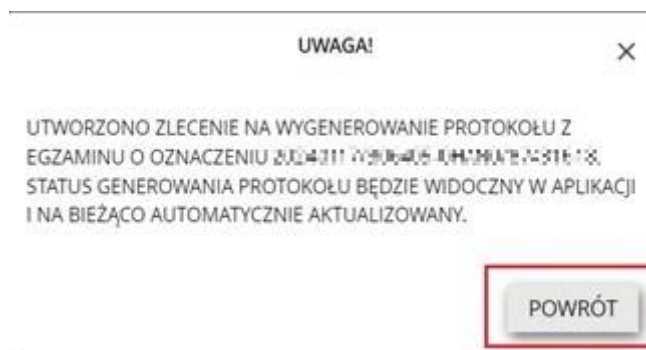 UWAGA!
UTWORZONO ZLECENIE NA WYGENEROWANIE PROTOKOŁU Z
EGZAMINU O OZNACZENIU
STATUS GENEROWANIA PROTOKOŁU BĘDZIE WIDOCZNY W APLIKACJI
I NA BIEŻĄCO AUTOMATYCZNIE AKTUALIZOWANY.
POWRÓT